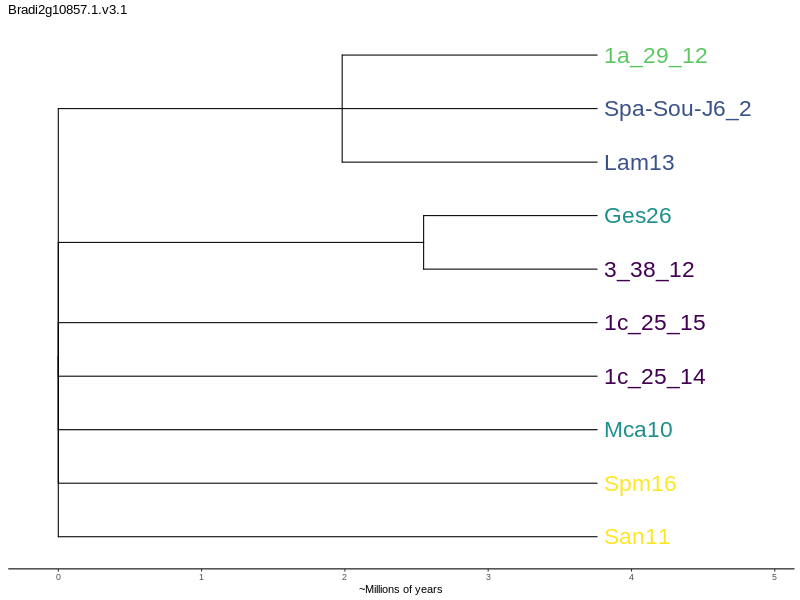 Bradi2g10857.1.v3.1
1a_29_12
Spa-Sou-J6_2
Lam13
Ges26
3_38_12
1c_25_15
1c_25_14
Mca10
Spm16
San11
0 1 2 3 4 5
~Millions of years